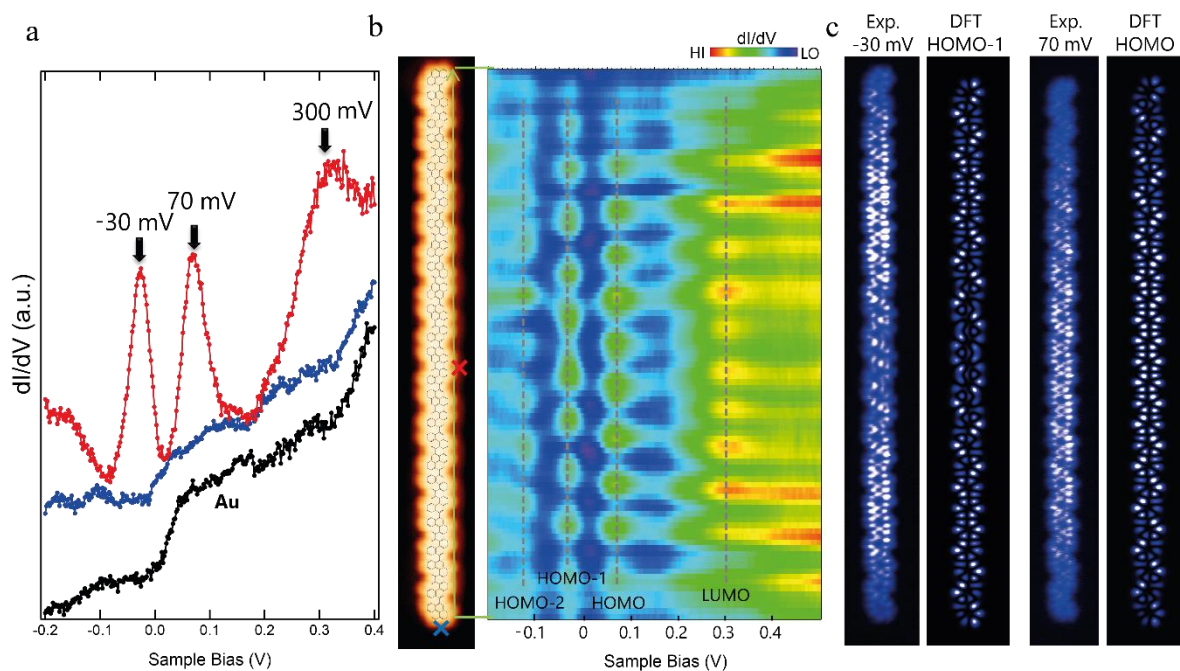 a
-30 mV
70 mV
300 mV
Au
dI/dV (a.u.)
-0.2 -0.1 0.0 0.1 0.2 0.3 0.4
Sample Bias (V)
b
dI/dV
HI LO
HOMO-2
HOMO-1
HOMO
LUMO
-0.1 0 0.1 0.2 0.4
Sample Bias (V)
c
Exp.
-30 mV
DFT
HOMO-1
Exp.
70 mV
DFT
HOMO